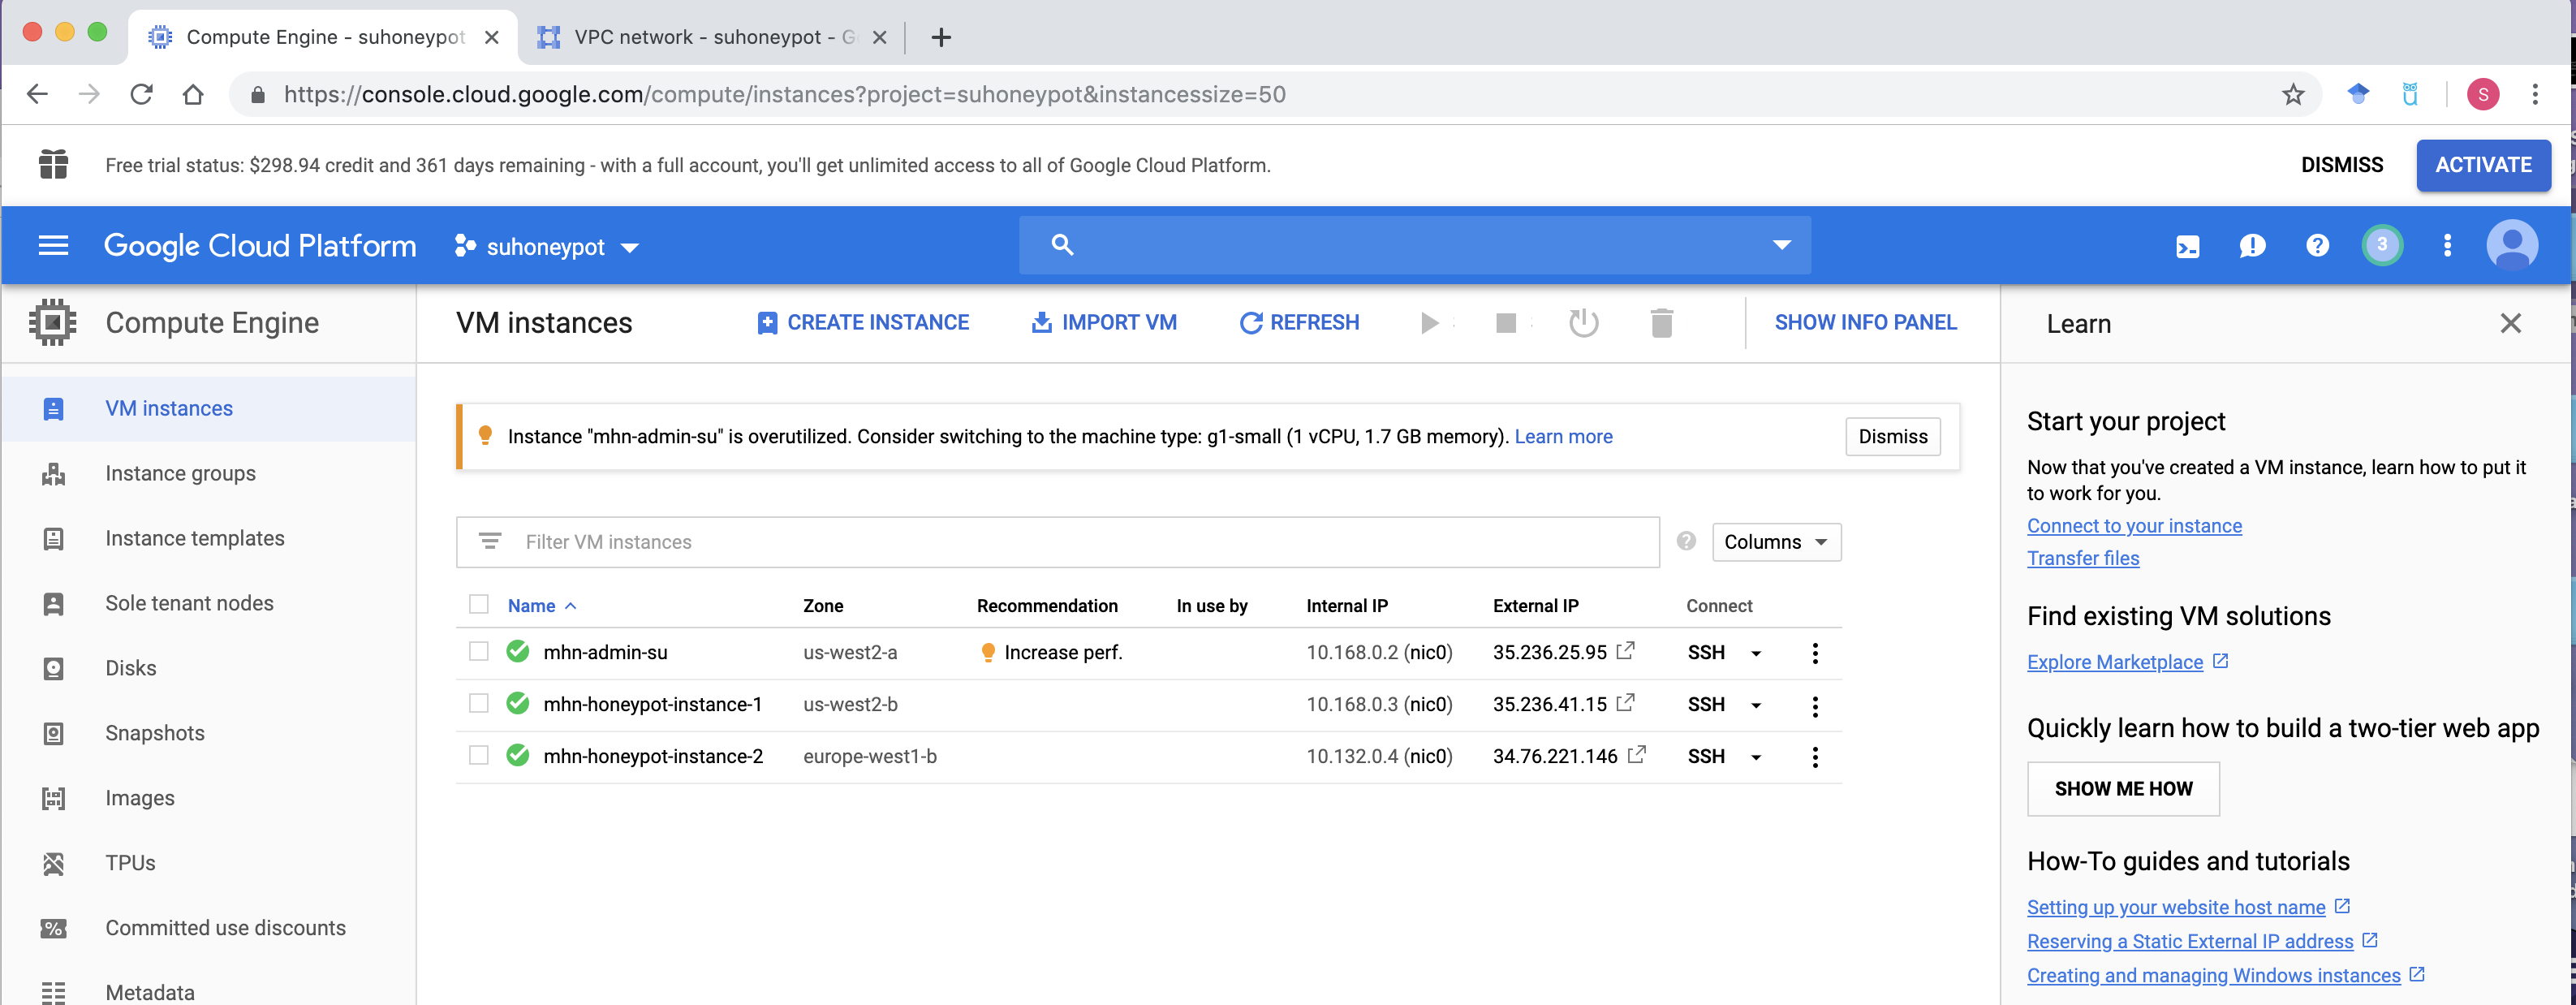 Compute Engine - suhoneypot
VPC network - suhoneypot - G
https://console.cloud.google.com/compute/instances?project=suhoneypot&instancessize=50
S
Free trial status: $298.94 credit and 361 days remaining - with a full account, you'll get unlimited access to all of Google Cloud Platform.
DISMISS
ACTIVATE
Google Cloud Platform
suhoneypot
3
Compute Engine
VM instances
Instance groups
Instance templates
Sole tenant nodes
Disks
Snapshots
Images
TPUs
Committed use discounts
Metadata
VM instances
CREATE INSTANCE
IMPORT VM
REFRESH
SHOW INFO PANEL
Instance "mhn-admin-su" is overutilized. Consider switching to the machine type: g1-small (1 vCPU, 1.7 GB memory). Learn more
Dismiss
Filter VM instances
Columns
Name Zone Recommendation In use by Internal IP External IP Connect
mhn-admin-su us-west2-a Increase perf. 10.168.0.2 (nic0) 35.236.25.95 SSH
mhn-honeypot-instance-1 us-west2-b 10.168.0.3 (nic0) 35.236.41.15 SSH
mhn-honeypot-instance-2 europe-west1-b 10.132.0.4 (nic0) 34.76.221.146 SSH
Learn
Start your project
Now that you've created a VM instance, learn how to put it
to work for you.
Connect to your instance
Transfer files
Find existing VM solutions
Explore Marketplace
Quickly learn how to build a two-tier web app
SHOW ME HOW
How-To guides and tutorials
Setting up your website host name
Reserving a Static External IP address
Creating and managing Windows instances